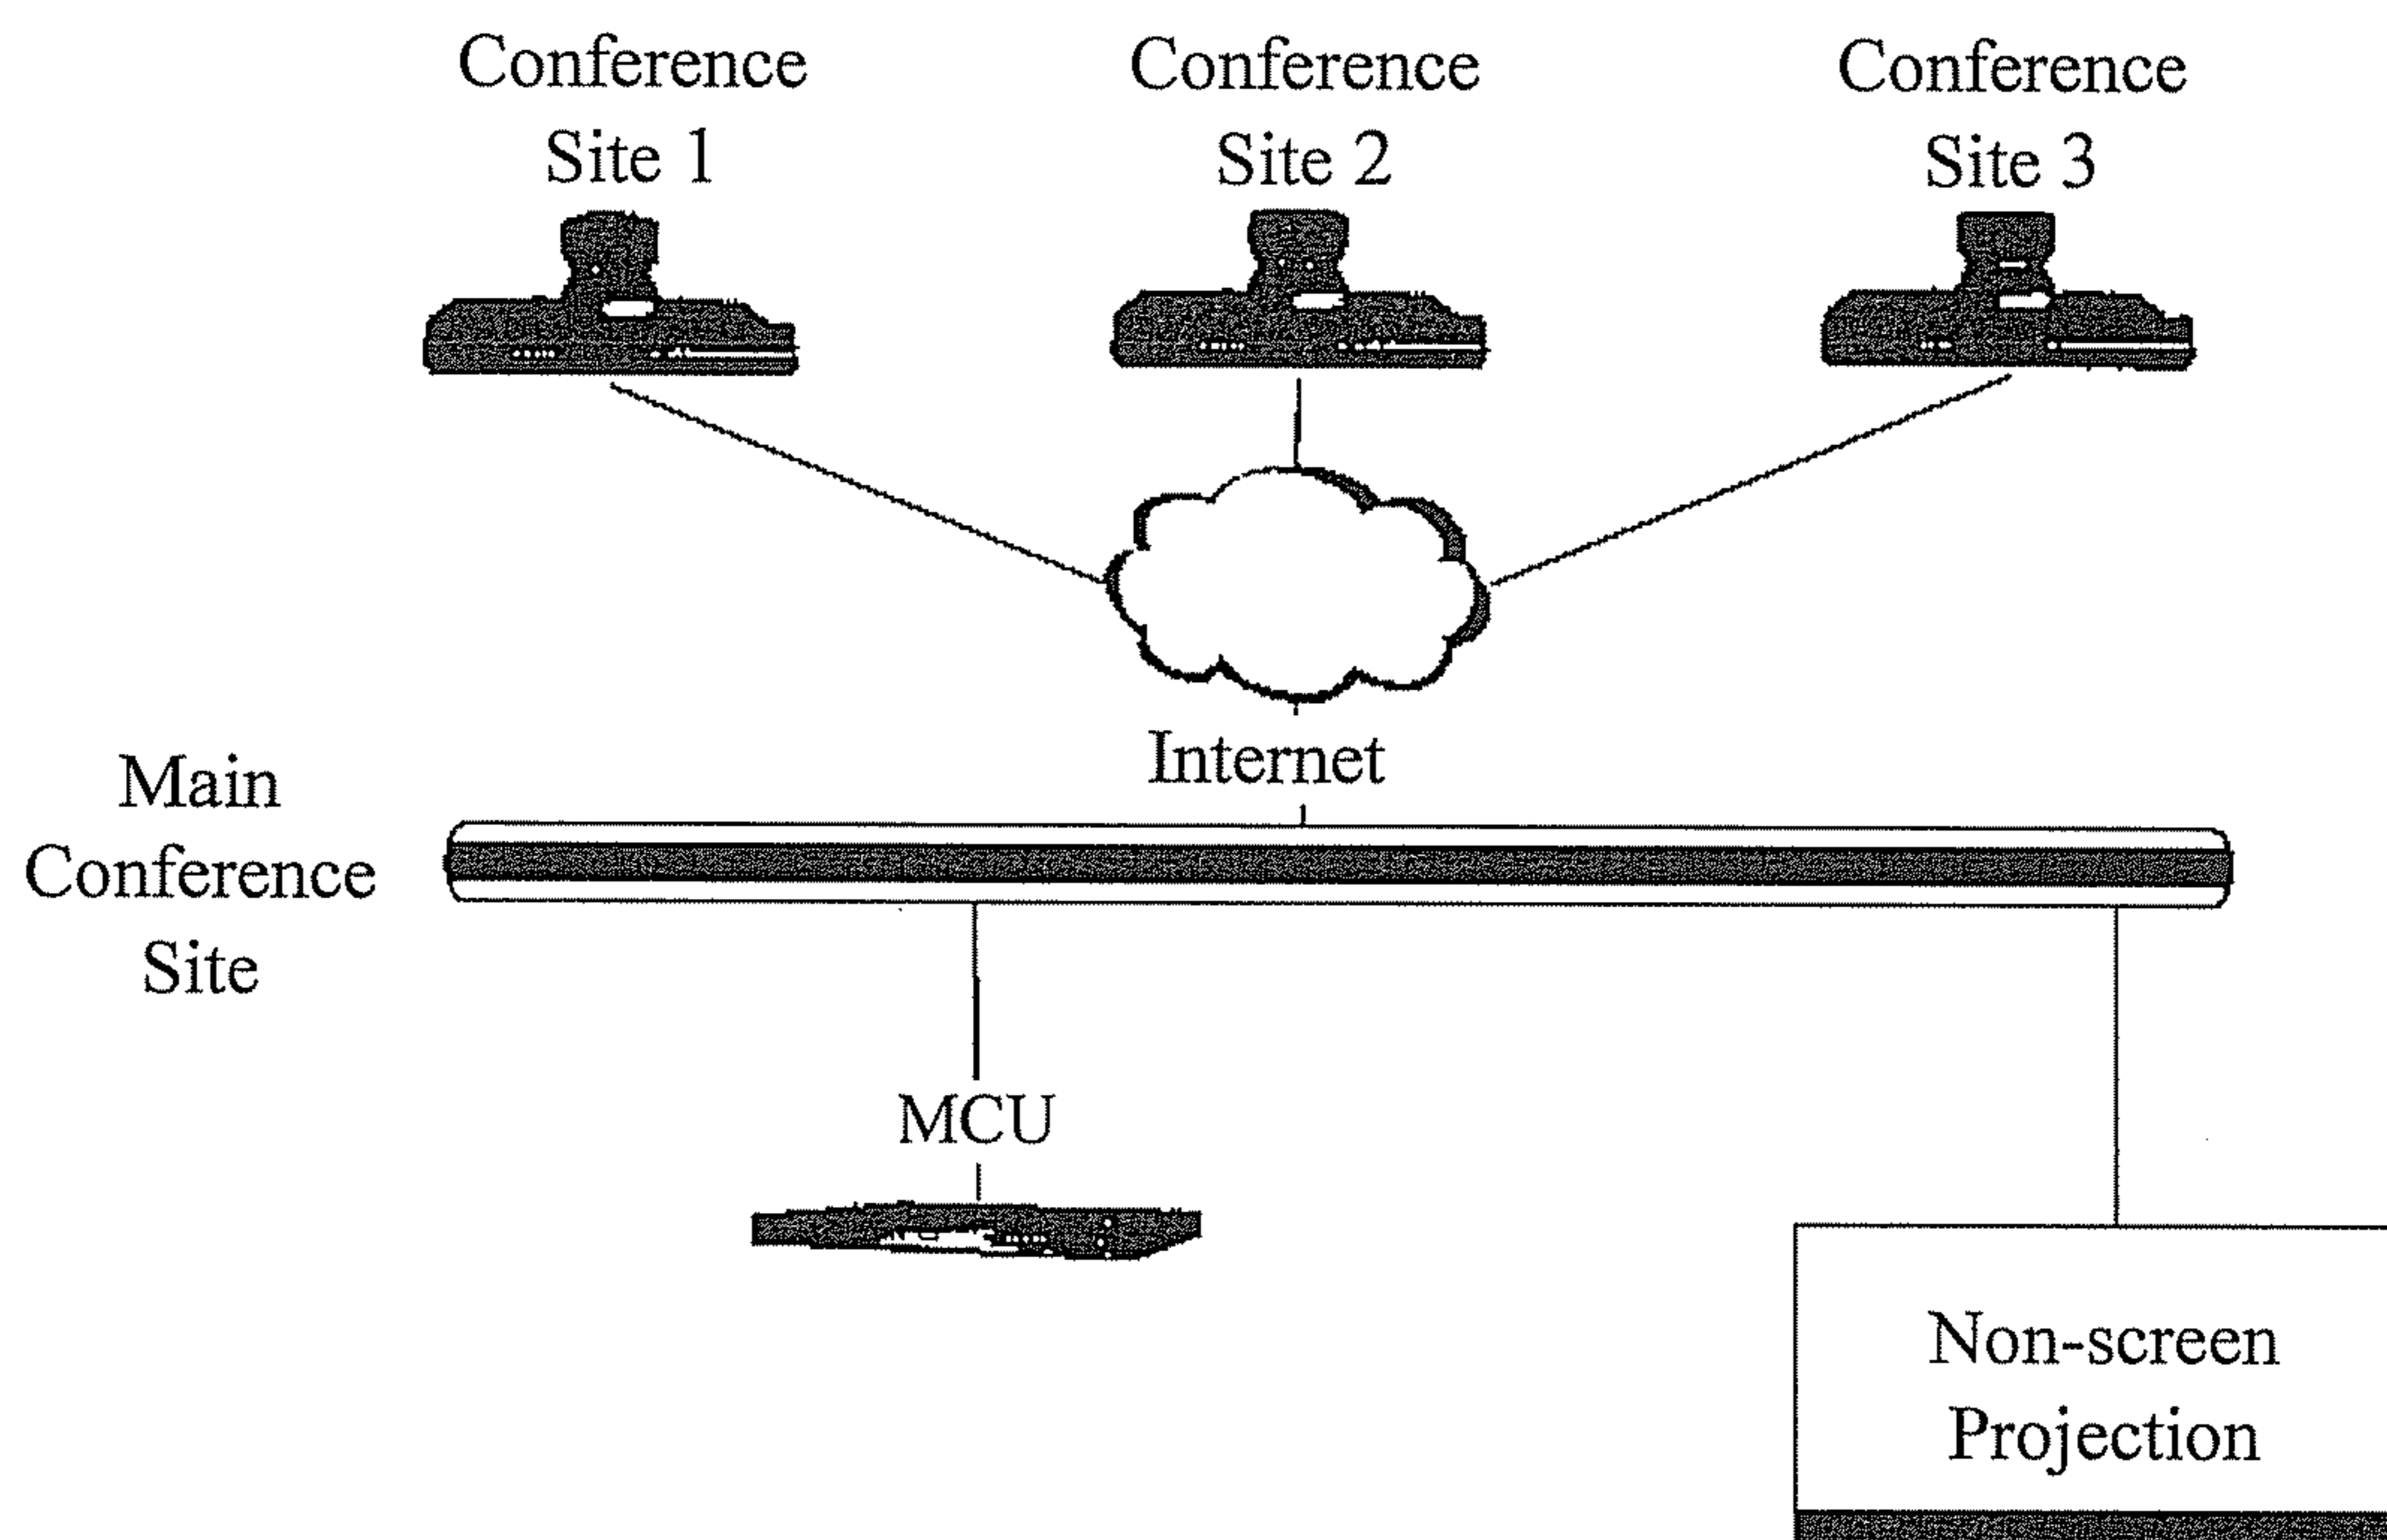 Conference
Site 1
Conference
Site 2
Conference
Site 3
Internet
Main
Conference
Site
MCU
Non-screen
Projection